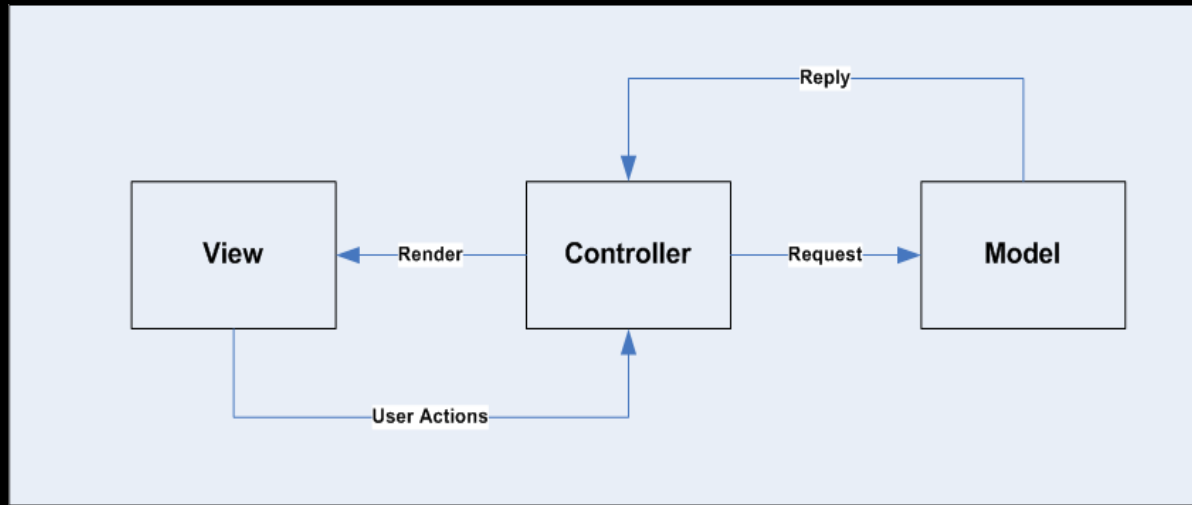 Reply
View
Render
Controller
Request
Model
User Actions